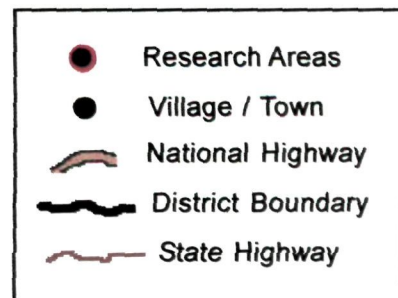 Research Areas
Village / Town
National Highway
District Boundary
State Highway